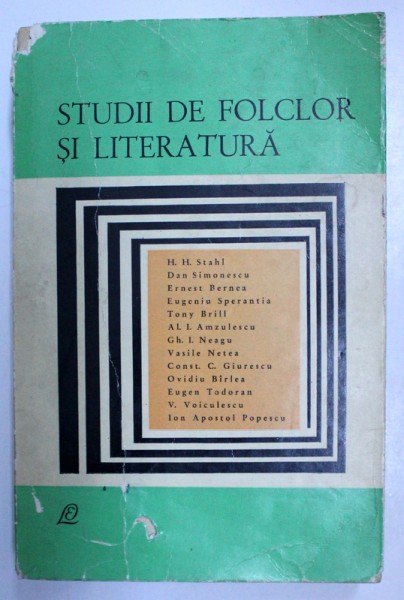 STUDII DE FOLCLOR
ȘI LITERATURĂ
H. H. Stahl
Dan Simonescu
Ernest Bernea
Eugeniu Sperantia
Tony Brill
Al. I. Amzulescu
Gh. I. Neagu
Vasile Netea
Const. C. Giurescu
Ovidiu Bîrlea
Eugen Todoran
V. Voiculescu
Ion Apostol Popescu